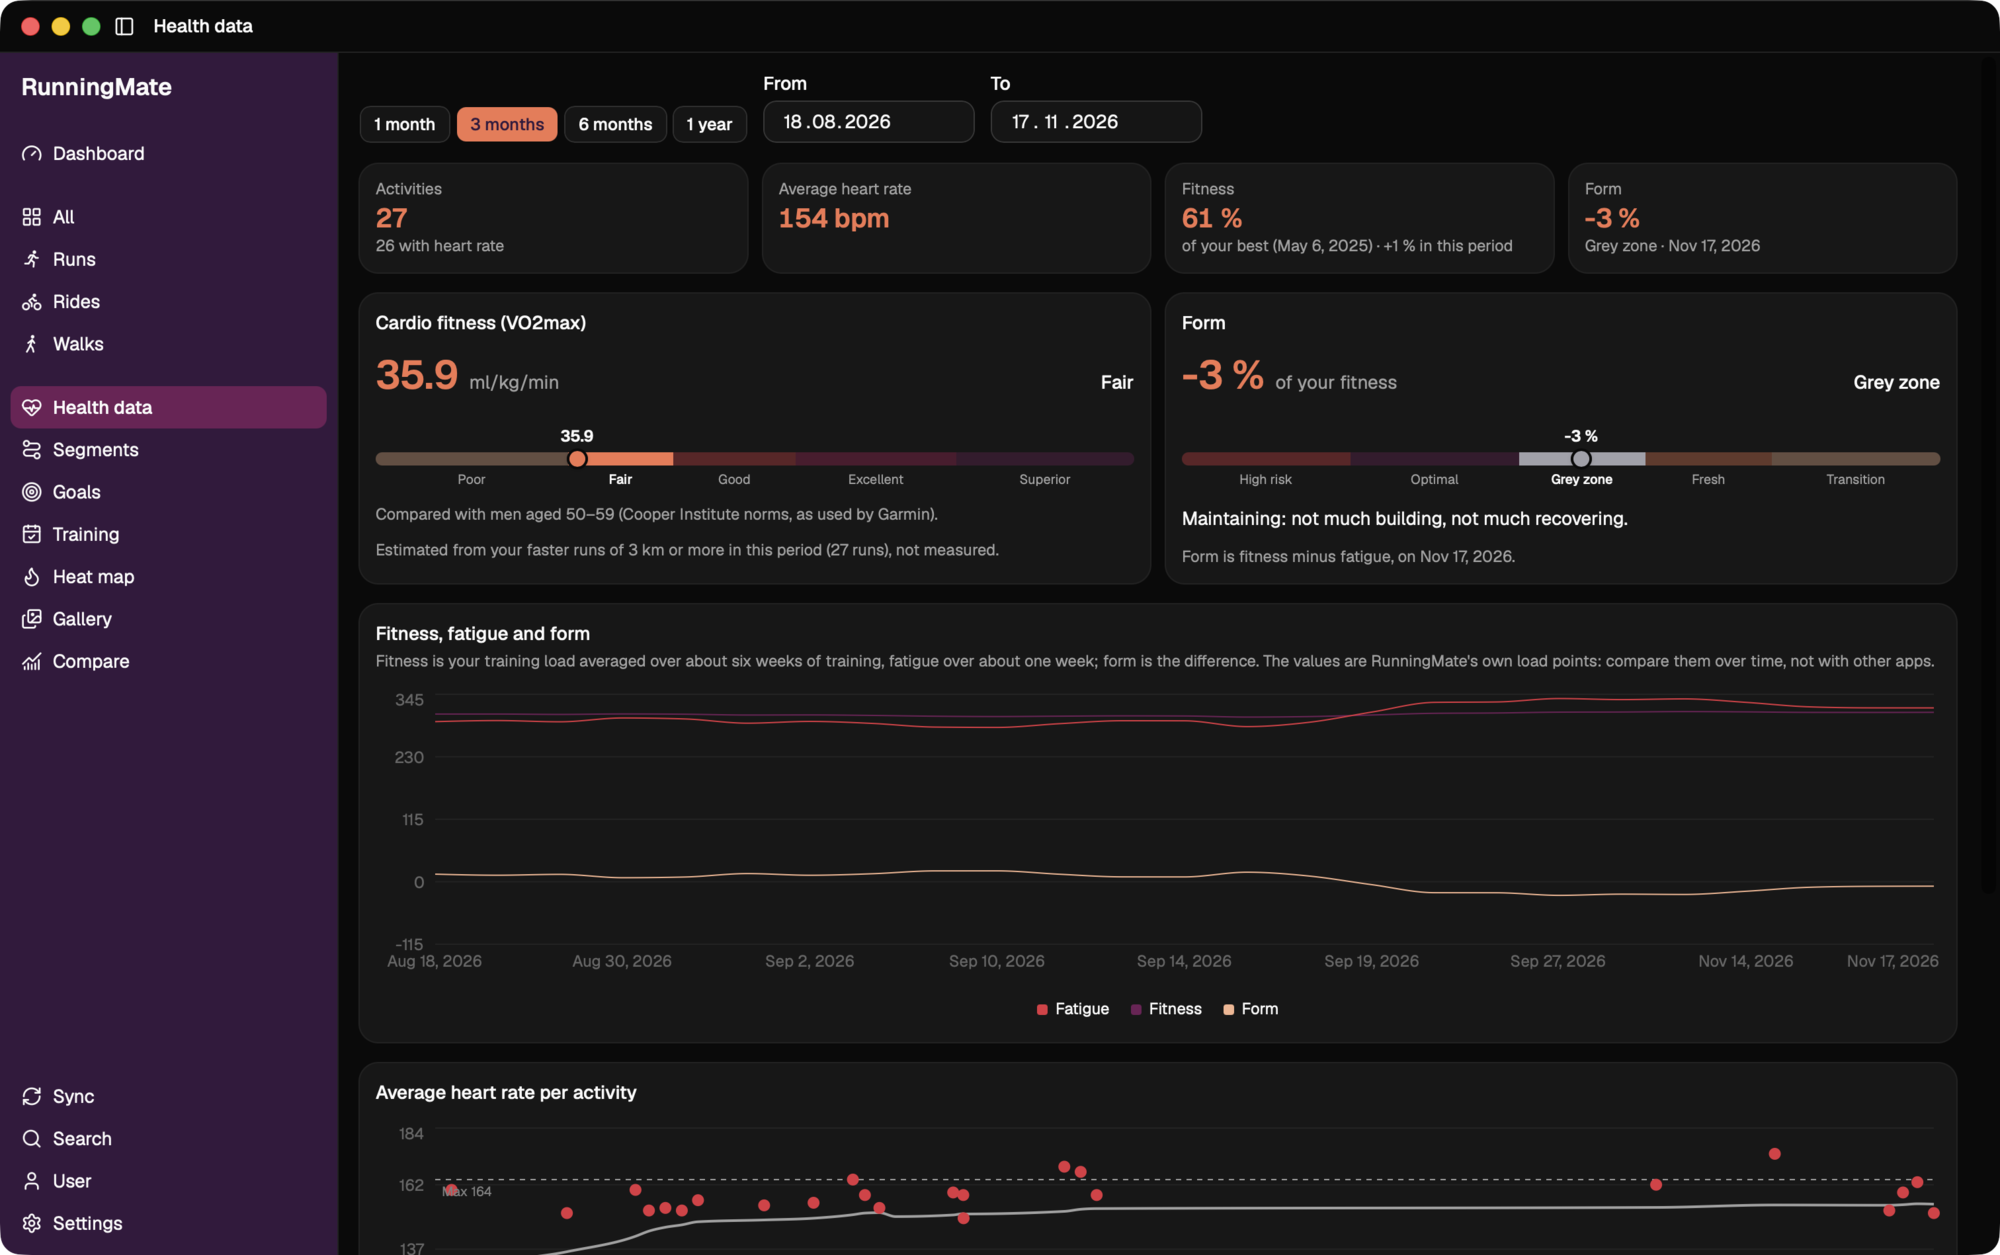 Health data
RunningMate
Dashboard
All
Runs
Rides
Walks
Health data
Segments
Goals
Training
Heat map
Gallery
Compare
Sync
Search
User
Settings
From
To
1 month
3 months
6 months
1 year
18.08.2026
17. 11 .2026
Activities
27
26 with heart rate
Average heart rate
154 bpm
Fitness
61 %
of your best (May 6, 2025) · +1 % in this period
Form
-3 %
Grey zone · Nov 17, 2026
Cardio fitness (VO2max)
35.9 ml/kg/min
Fair
35.9
Poor
Fair
Good
Excellent
Superior
Compared with men aged 50–59 (Cooper Institute norms, as used by Garmin).
Estimated from your faster runs of 3 km or more in this period (27 runs), not measured.
Form
-3 % of your fitness
Grey zone
-3 %
High risk
Optimal
Grey zone
Fresh
Transition
Maintaining: not much building, not much recovering.
Form is fitness minus fatigue, on Nov 17, 2026.
Fitness, fatigue and form
Fitness is your training load averaged over about six weeks of training, fatigue over about one week; form is the difference. The values are RunningMate's own load points: compare them over time, not with other apps.
345
230
115
0
-115
Aug 18, 2026
Aug 30, 2026
Sep 2, 2026
Sep 10, 2026
Sep 14, 2026
Sep 19, 2026
Sep 27, 2026
Nov 14, 2026
Nov 17, 2026
Fatigue
Fitness
Form
Average heart rate per activity
184
162
Max 164
137